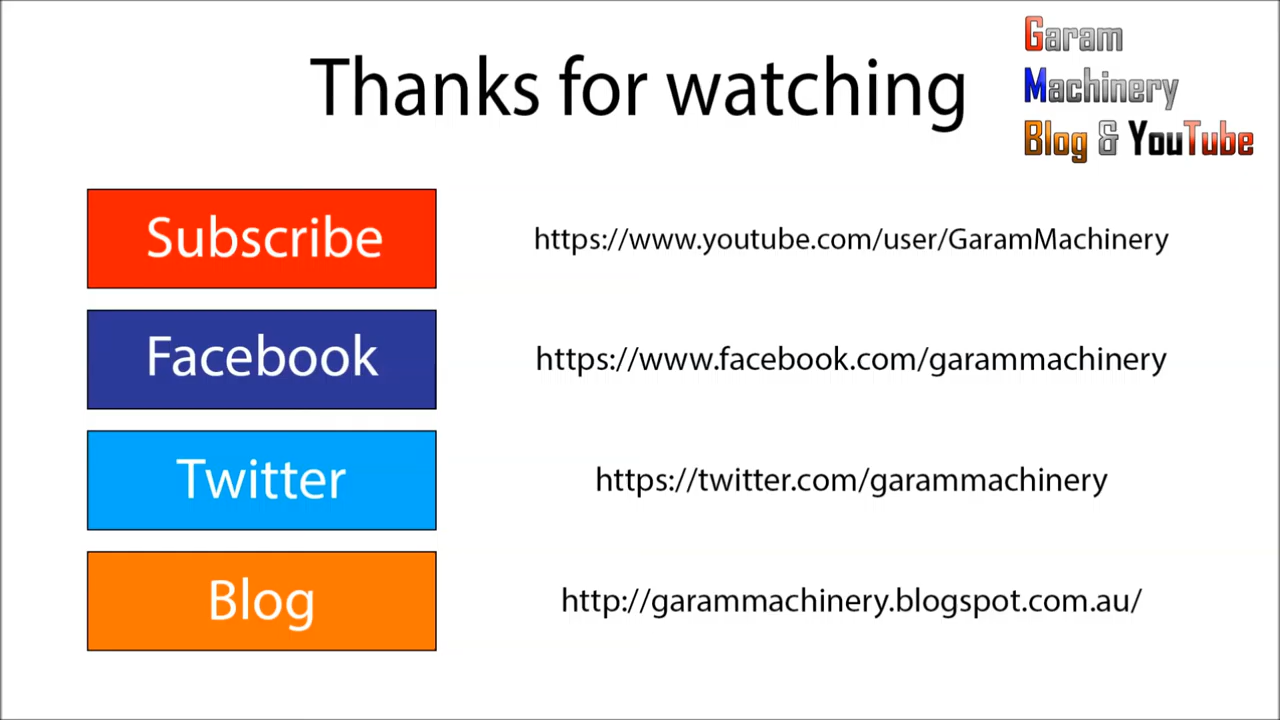 Thanks for watching
Garam
Machinery
Blog & YouTube
Subscribe
https://www.youtube.com/user/GaramMachinery
Facebook
https://www.facebook.com/garammachinery
Twitter
https://twitter.com/garammachinery
Blog
http://garammachinery.blogspot.com.au/